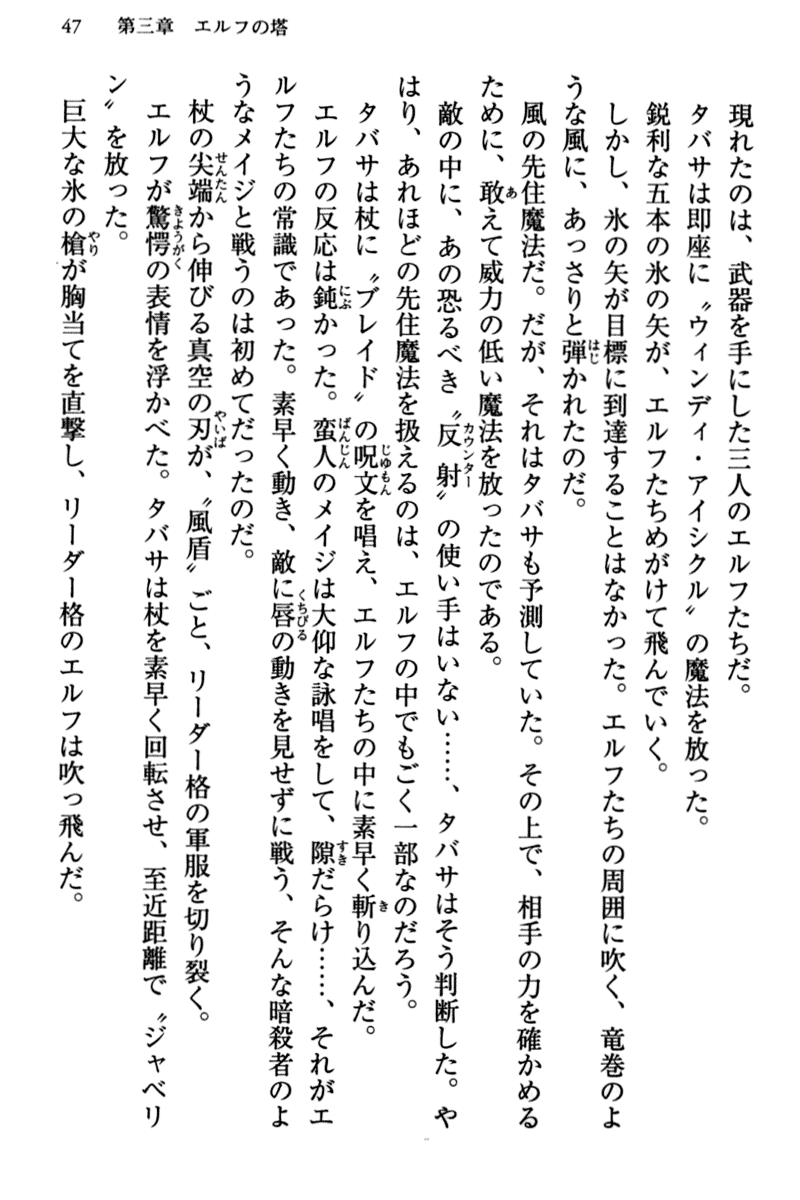 47　第三章　エルフの塔
　現れたのは、武器を手にした三人のエルフたちだ。
　タバサは即座に〝ウィンディ・アイシクル〟の魔法を放った。
　鋭利な五本の氷の矢が、エルフたちめがけて飛んでいく。
　しかし、氷の矢が目標に到達することはなかった。エルフたちの周囲に吹く、竜巻のよ
うな風に、あっさりと弾かれたのだ。
　風の先住魔法だ。だが、それはタバサも予測していた。その上で、相手の力を確かめる
ために、敢えて威力の低い魔法を放ったのである。
　敵の中に、あの恐るべき〝反射〟の使い手はいない……、タバサはそう判断した。や
はり、あれほどの先住魔法を扱えるのは、エルフの中でもごく一部なのだろう。
　タバサは杖に〝ブレイド〟の呪文を唱え、エルフたちの中に素早く斬り込んだ。
　エルフの反応は鈍かった。蛮人のメイジは大仰な詠唱をして、隙だらけ……、それがエ
ルフたちの常識であった。素早く動き、敵に唇の動きを見せずに戦う、そんな暗殺者のよ
うなメイジと戦うのは初めてだったのだ。
　杖の尖端から伸びる真空の刃が、〝風盾〟ごと、リーダー格の軍服を切り裂く。
　エルフが驚愕の表情を浮かべた。タバサは杖を素早く回転させ、至近距離で〝ジャベリ
ン〟を放った。
　巨大な氷の槍が胸当てを直撃し、リーダー格のエルフは吹っ飛んだ。